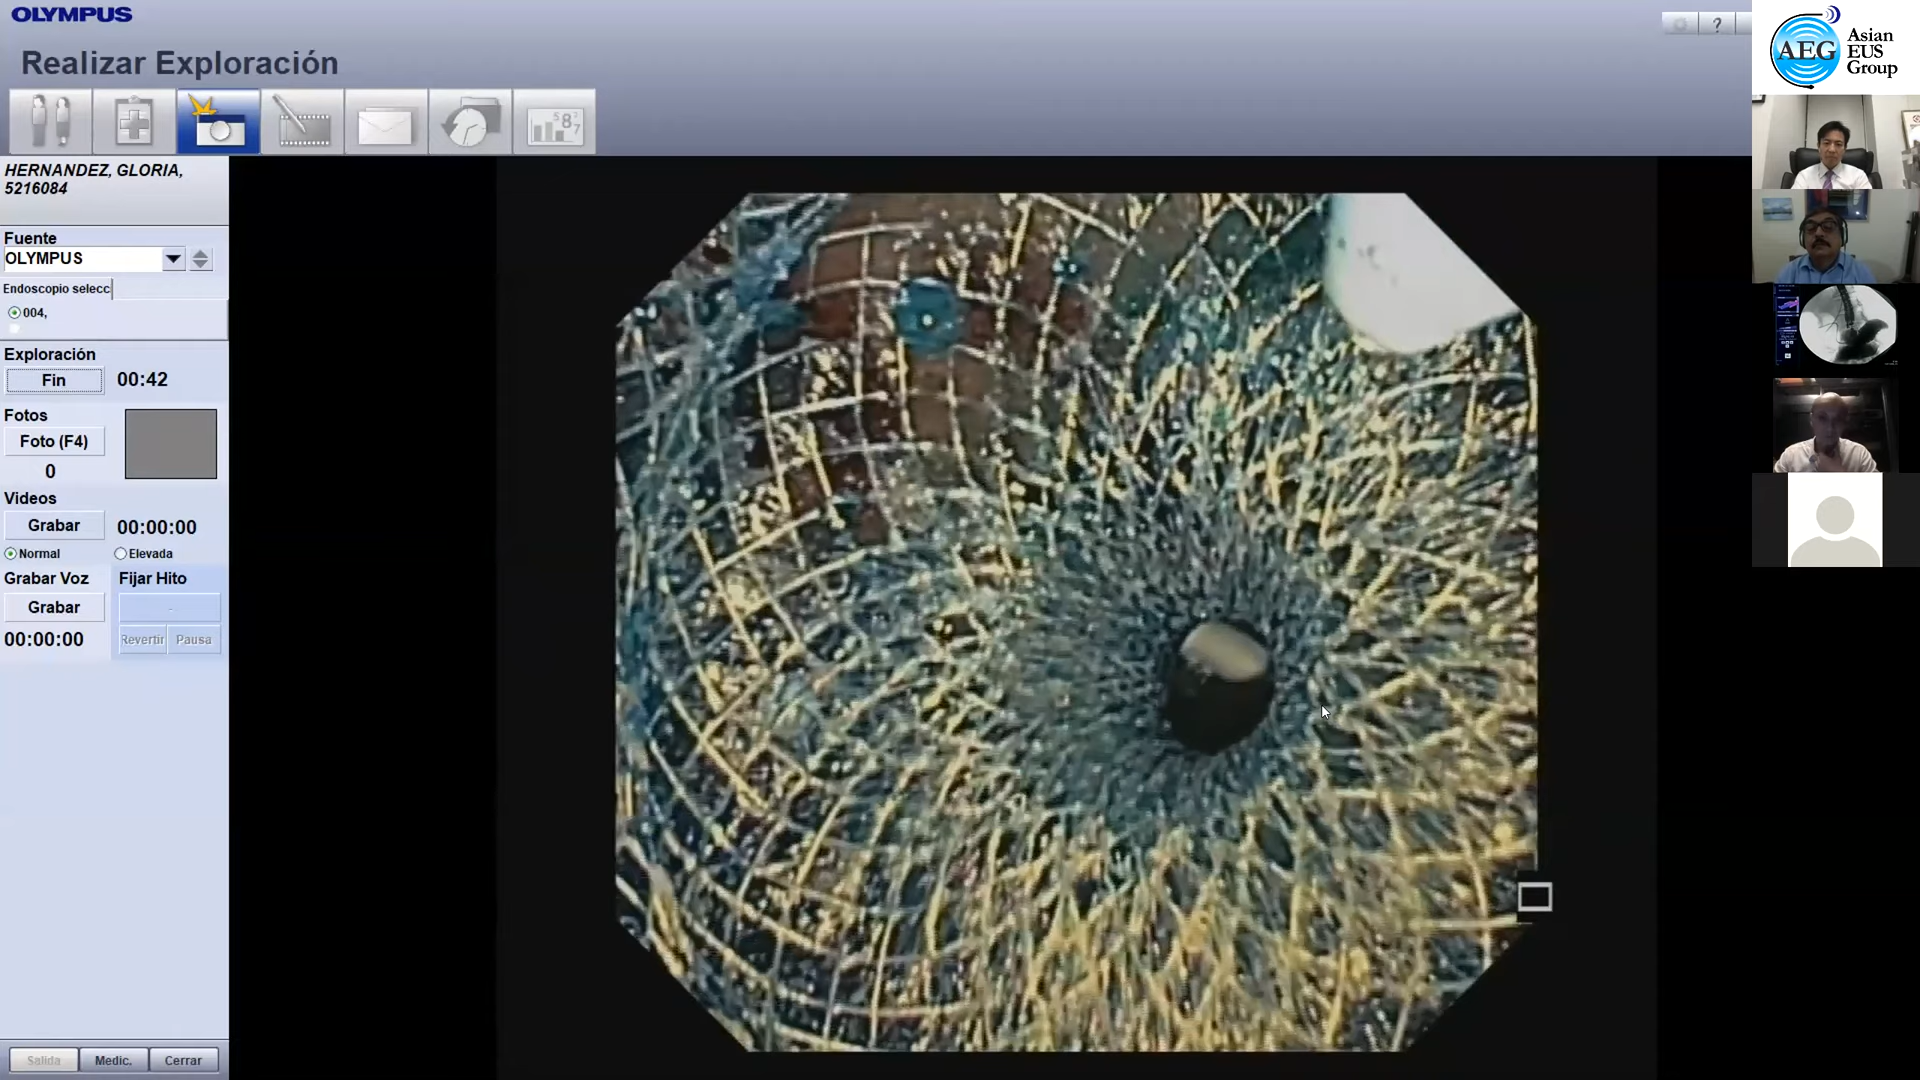 OLYMPUS
Realizar Exploración
?
AEG
Asian
EUS
Group
HERNANDEZ, GLORIA,
5216084
Fuente
OLYMPUS
Endoscopio selecc
004,
Exploración
Fin 00:42
Fotos
Foto (F4)
0
Videos
Grabar 00:00:00
Normal Elevada
Grabar Voz Fijar Hito
Grabar -
00:00:00 Revertir Pausa
Salida Medic. Cerrar